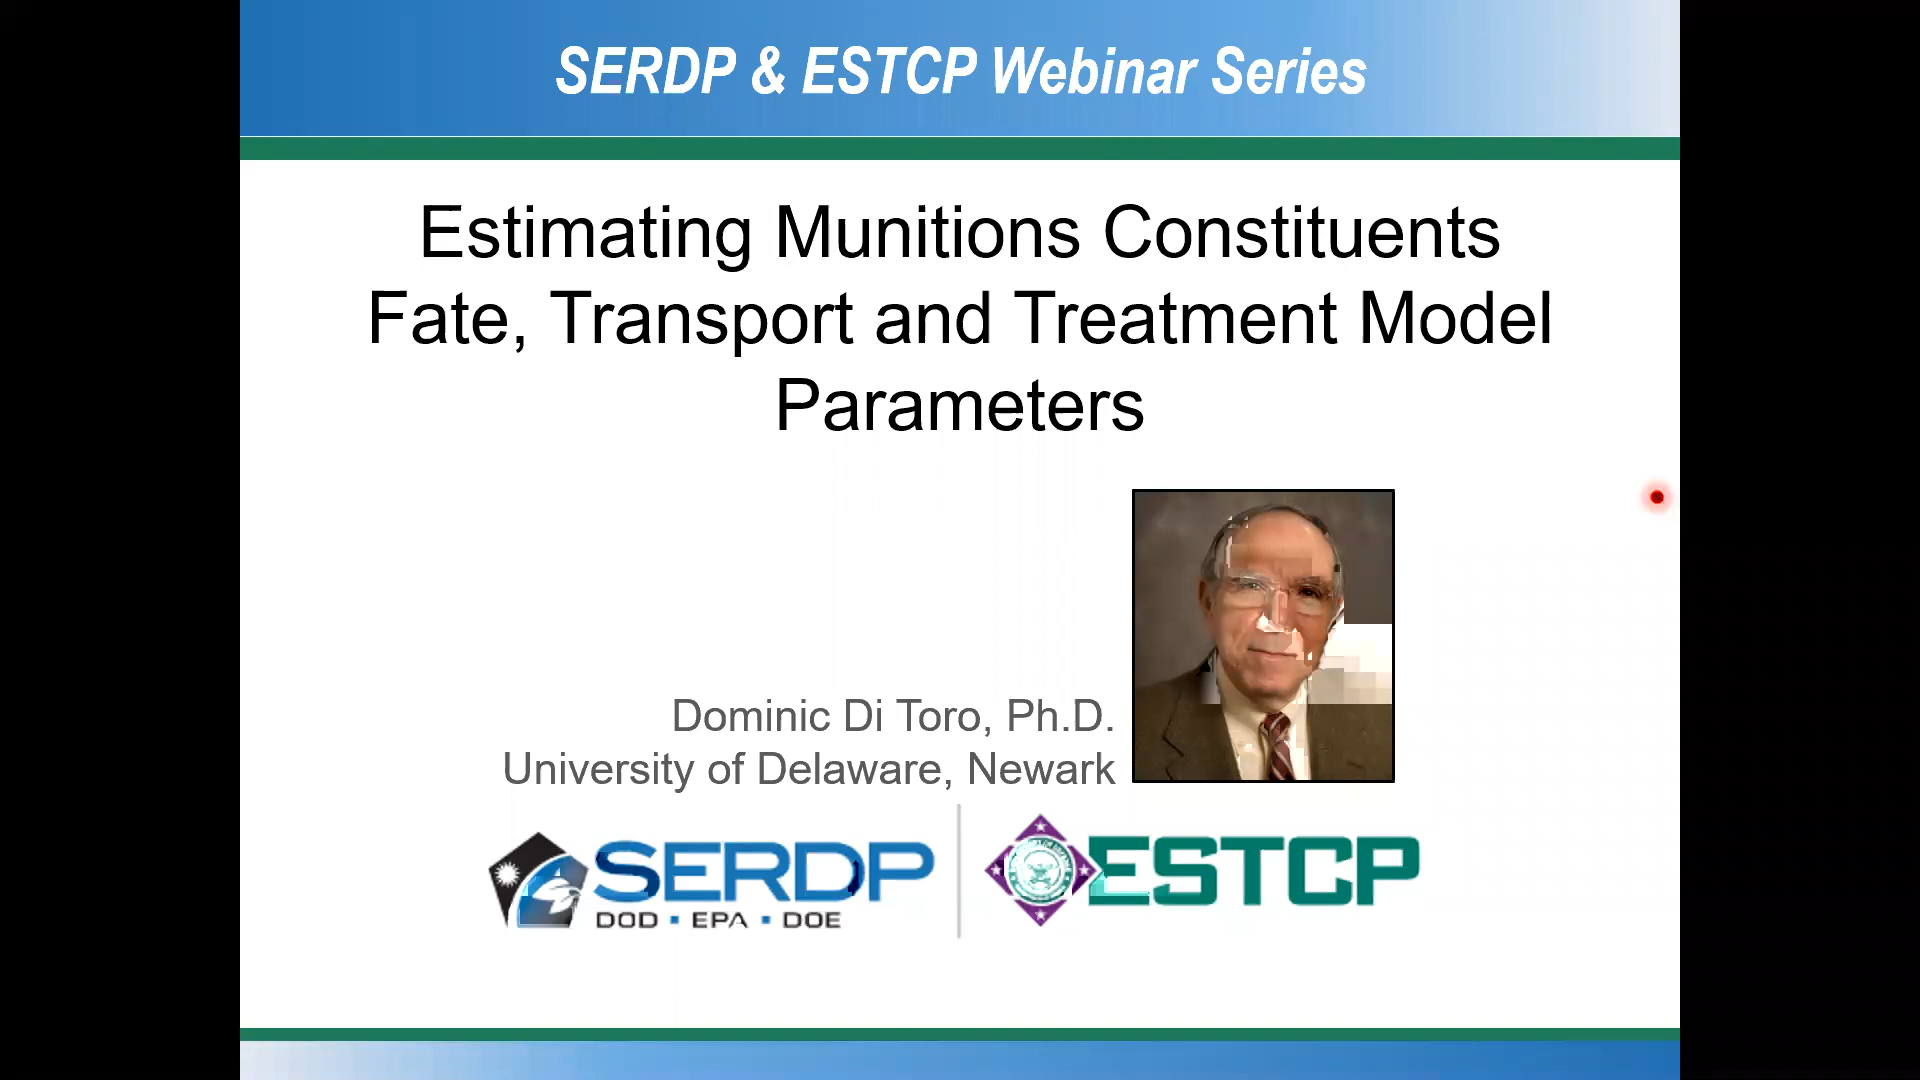 SERDP & ESTCP Webinar Series
Estimating Munitions Constituents
Fate, Transport and Treatment Model
Parameters
Dominic Di Toro, Ph.D.
University of Delaware, Newark
SERDP
DOD • EPA • DOE
ESTCP